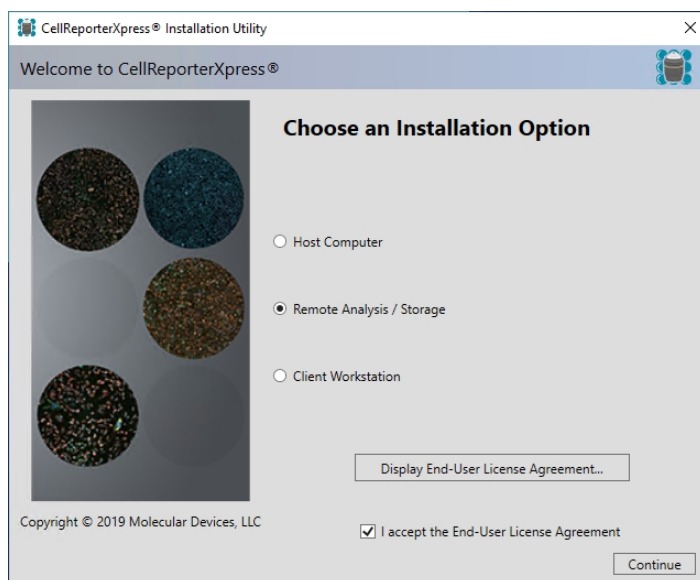 CellReporterXpress® Installation Utility
Welcome to CellReporterXpress®
Choose an Installation Option
Host Computer
Remote Analysis / Storage
Client Workstation
Display End-User License Agreement...
Copyright © 2019 Molecular Devices, LLC
I accept the End-User License Agreement
Continue